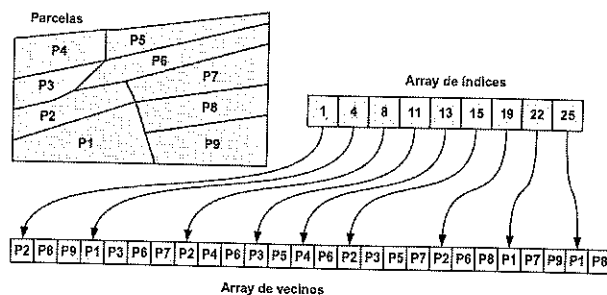 Parcelas
P5
P4
P6
P3
P7
P2
P8
P1
P9
Array de índices
1 4 8 11 13 15 19 22 25
P2 P8 P9 P1 P3 P6 P7 P2 P4 P6 P3 P5 P4 P6 P2 P3 P5 P7 P2 P6 P8 P1 P7 P9 P1 P8
Array de vecinos